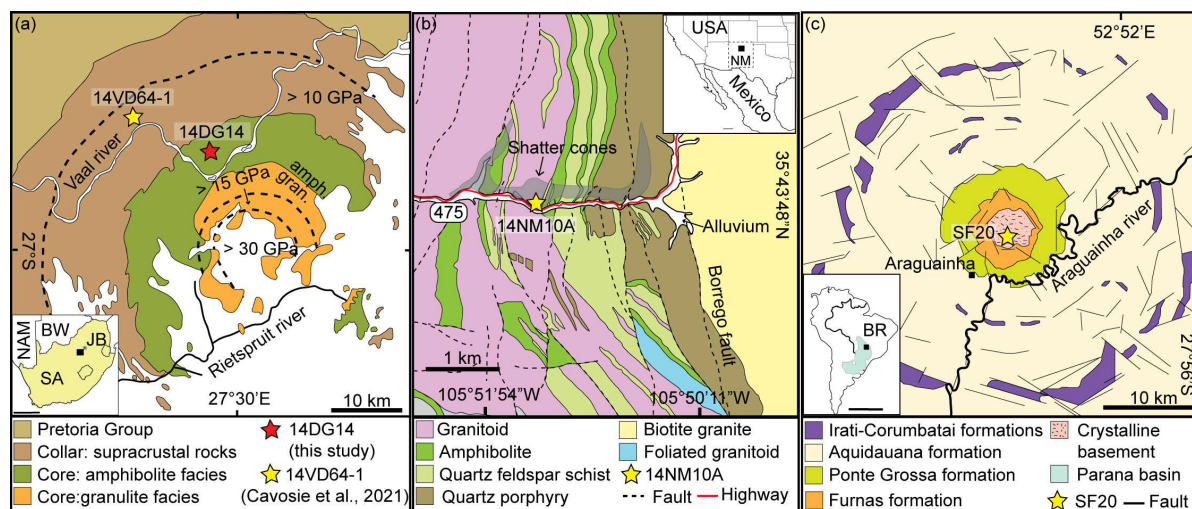 (a)
14VD64-1
> 10 GPa
14DG14
Vaal river
amph.
> 15 GPa
gran.
> 30 GPa
27°S
Rietspruit river
NAM
BW
JB
SA
27°30'E
10 km
Pretoria Group
Collar: supracrustal rocks
Core: amphibolite facies
Core:granulite facies
14DG14
(this study)
14VD64-1
(Cavosie et al., 2021)
(b)
USA
NM
Mexico
Shatter cones
475
14NM10A
35°43'48"N
Alluvium
Borrego fault
1 km
105°51'54"W
105°50'11"W
Granitoid
Amphibolite
Quartz feldspar schist
Quartz porphyry
Biotite granite
Foliated granitoid
14NM10A
Fault
Highway
(c)
52°52'E
SF20
Araguainha
Araguainha river
BR
27°56'S
10 km
Irati-Corumbatai formations
Aquidauana formation
Ponte Grossa formation
Furnas formation
Crystalline
basement
Parana basin
SF20
Fault